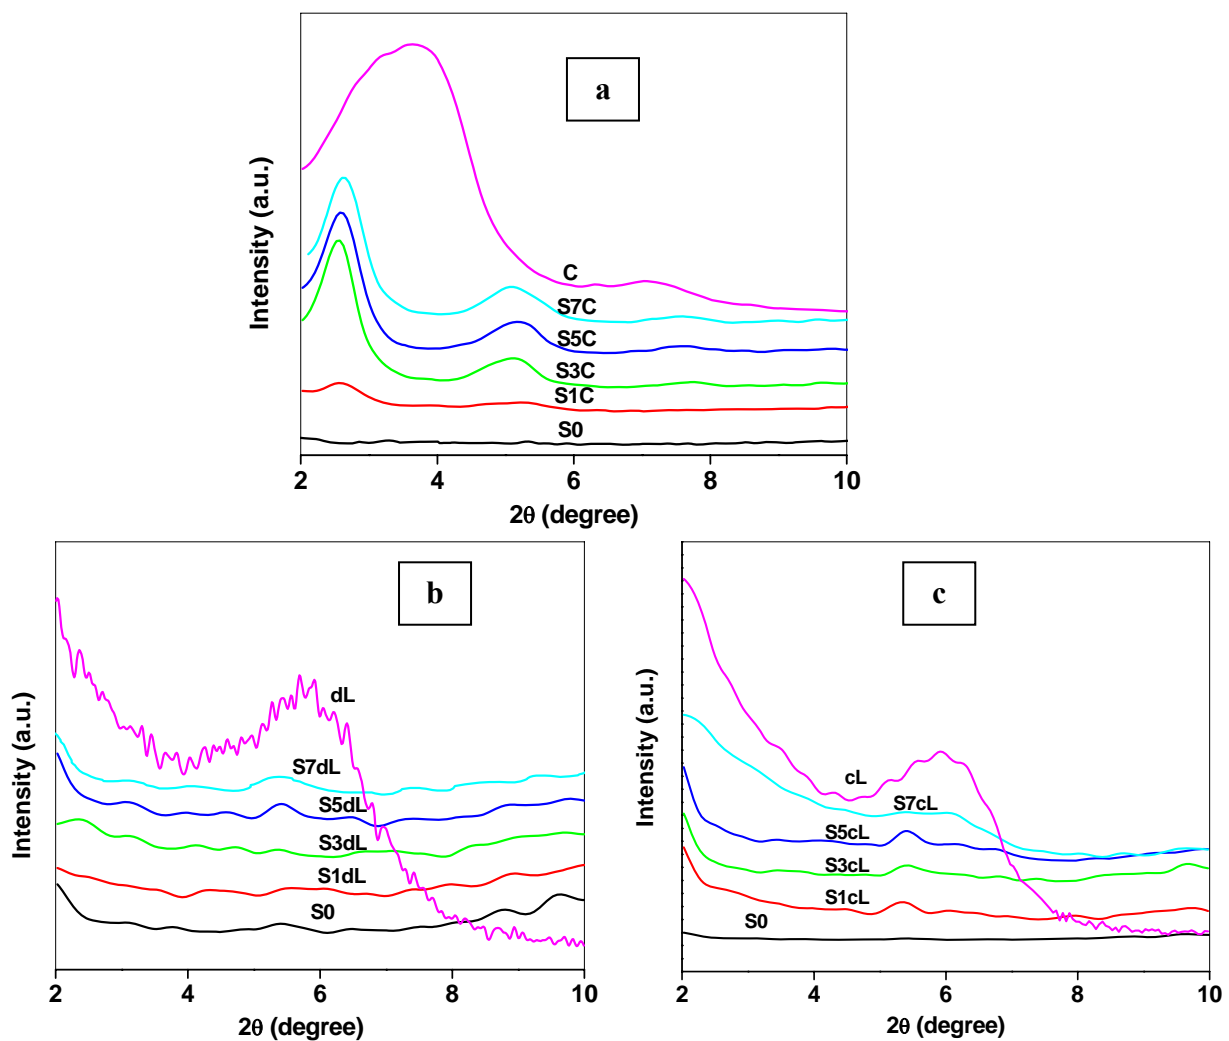 a
Intensity (a.u.)
C
S7C
S5C
S3C
S1C
S0
2 4 6 8 10
2θ (degree)
b
Intensity (a.u.)
dL
S7dL
S5dL
S3dL
S1dL
S0
2 4 6 8 10
2θ (degree)
c
Intensity (a.u.)
cL
S7cL
S5cL
S3cL
S1cL
S0
2 4 6 8 10
2θ (degree)